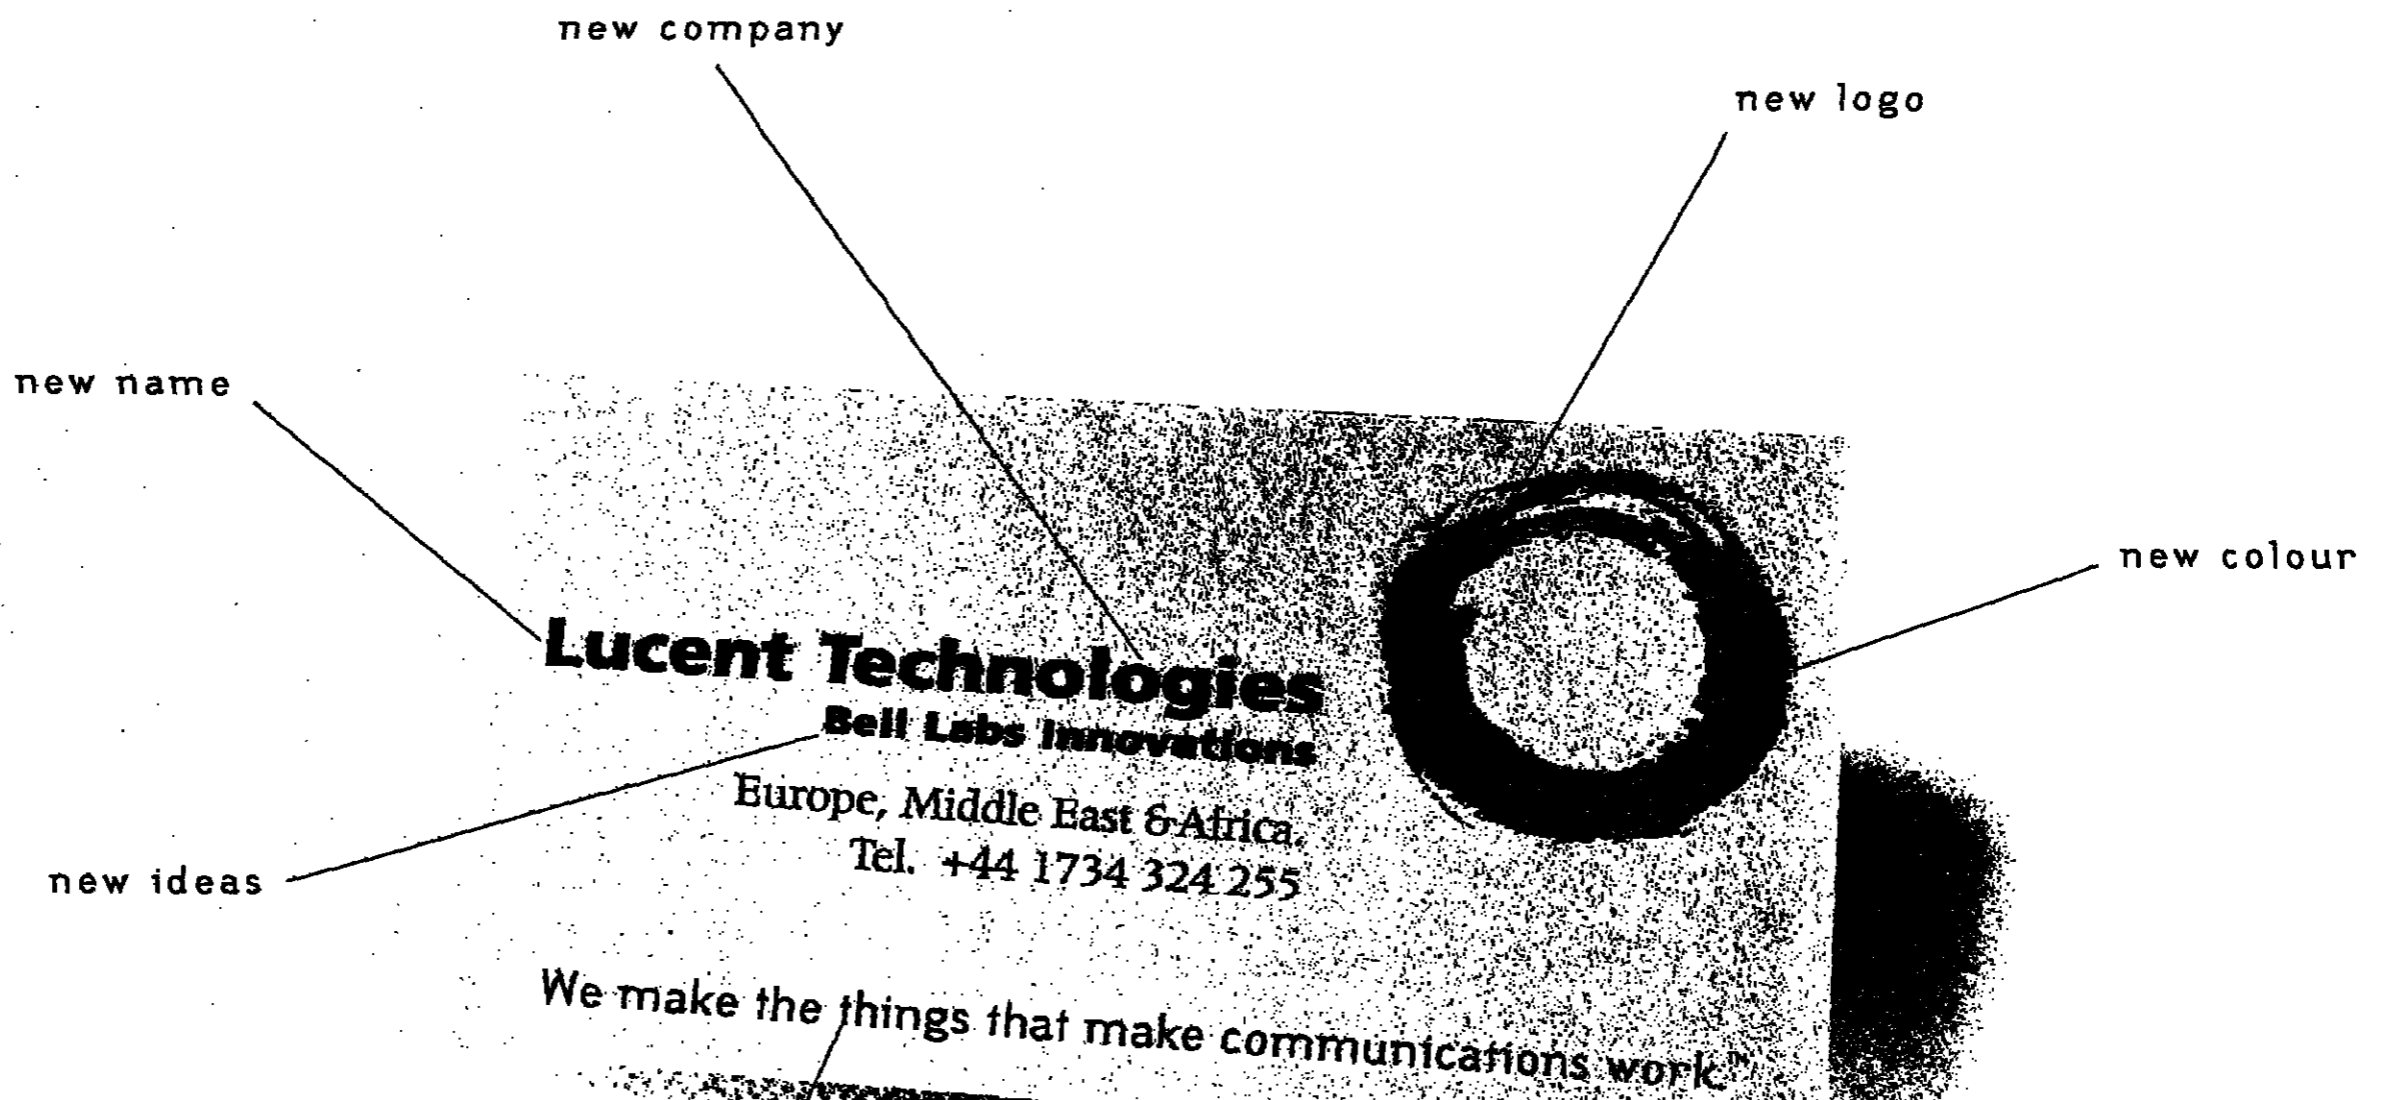 new company
new logo
new name
new colour
Lucent Technologies
Bell Labs Innovations
Europe, Middle East & Africa.
Tel. +44 1734 324 255
new ideas
We make the things that make communications work.™